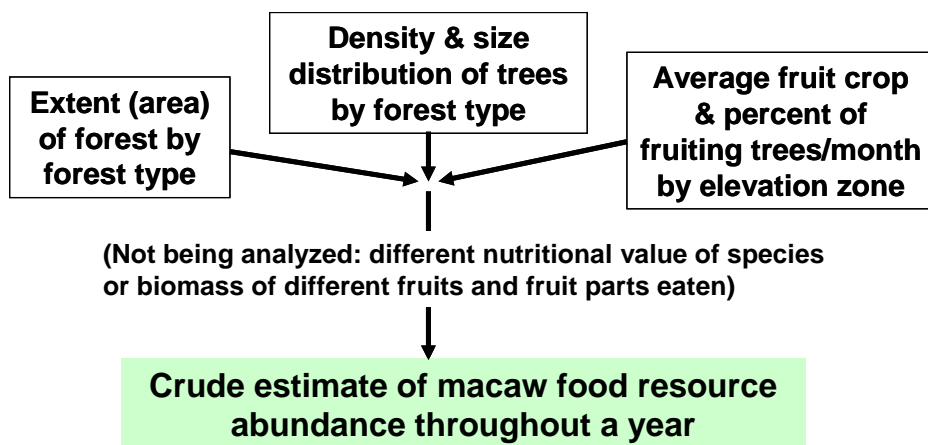 Extent (area)
of forest by
forest type
Density & size
distribution of trees
by forest type
Average fruit crop
& percent of
fruiting trees/month
by elevation zone
(Not being analyzed: different nutritional value of species
or biomass of different fruits and fruit parts eaten)
Crude estimate of macaw food resource
abundance throughout a year